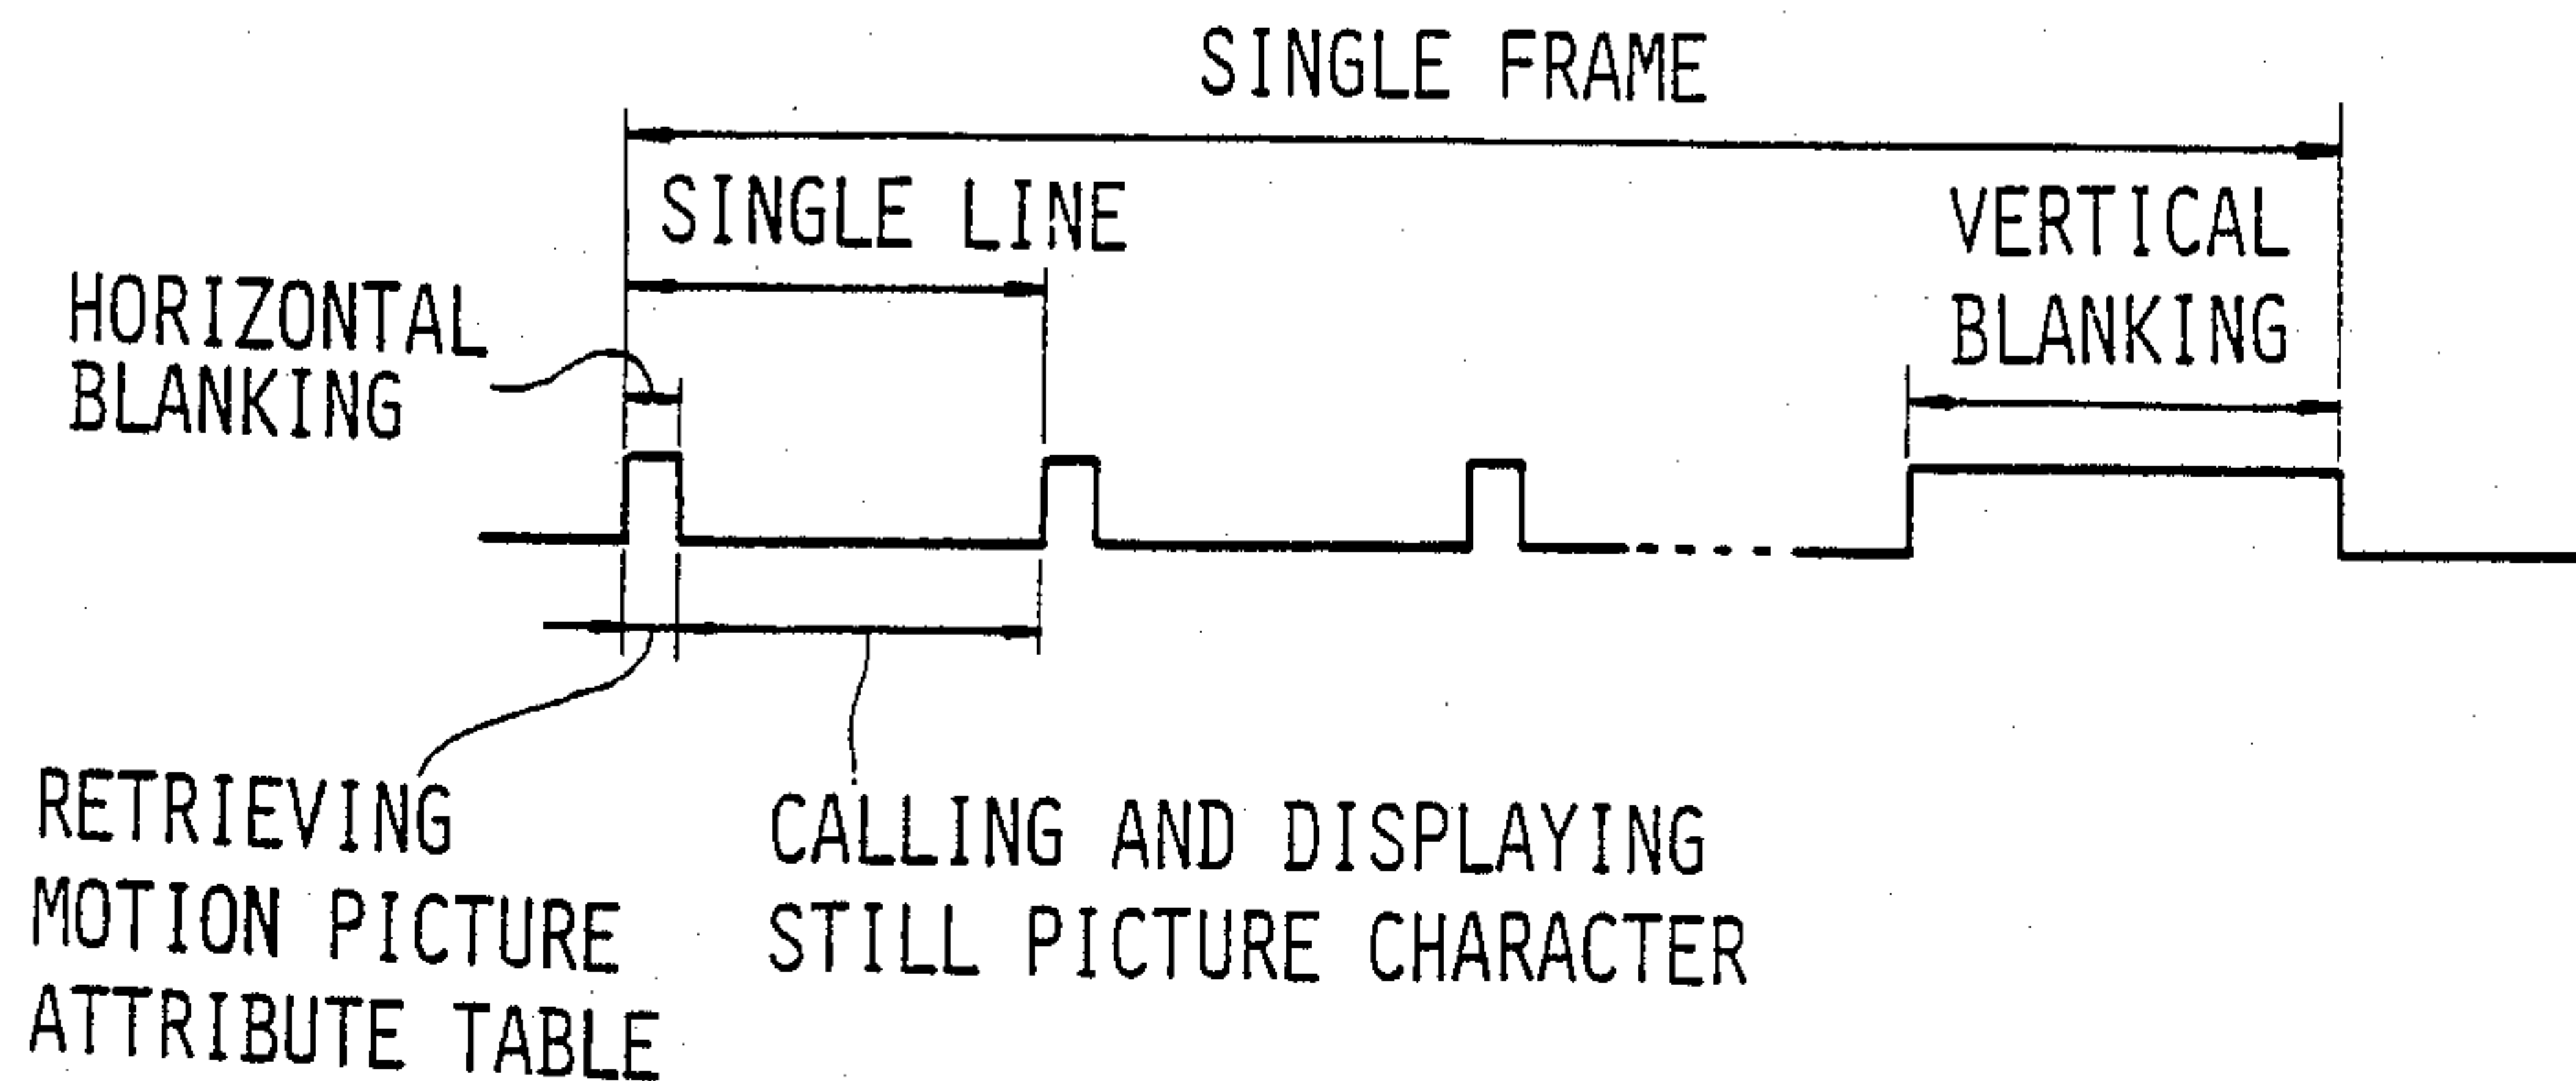 SINGLE FRAME
SINGLE LINE
VERTICAL
BLANKING
HORIZONTAL
BLANKING
RETRIEVING
MOTION PICTURE
ATTRIBUTE TABLE
CALLING AND DISPLAYING
STILL PICTURE CHARACTER